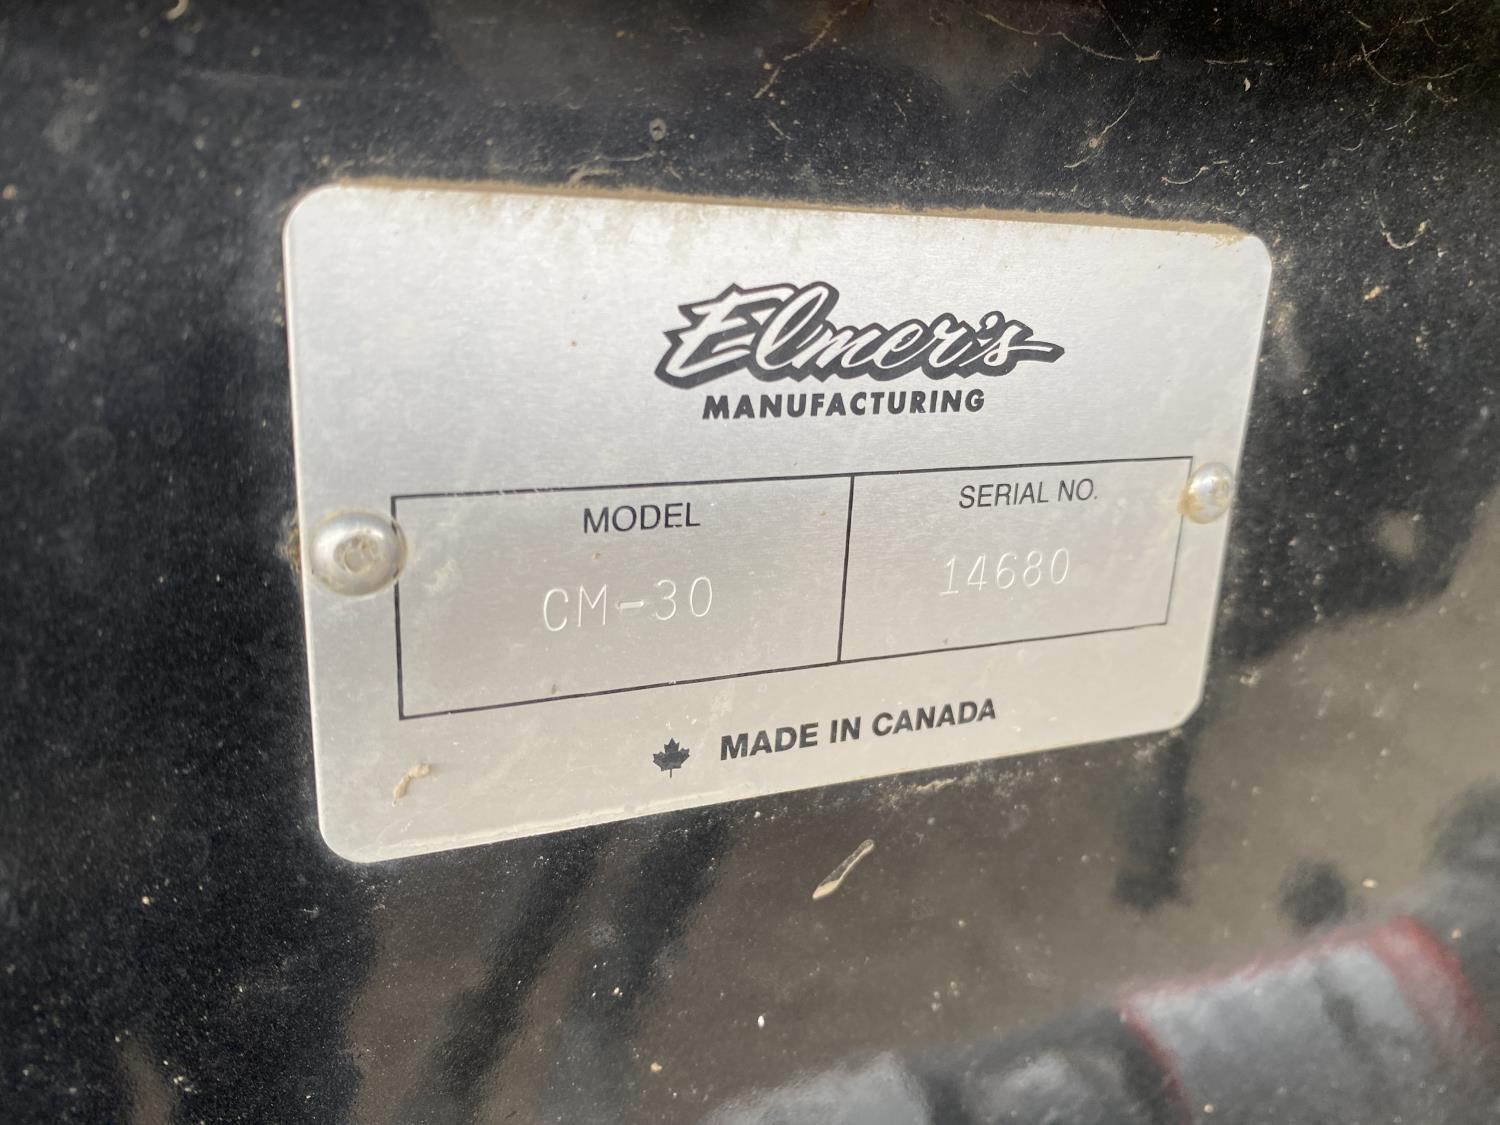 Elmer's
MANUFACTURING
MODEL
CM-30
SERIAL NO.
14680
MADE IN CANADA